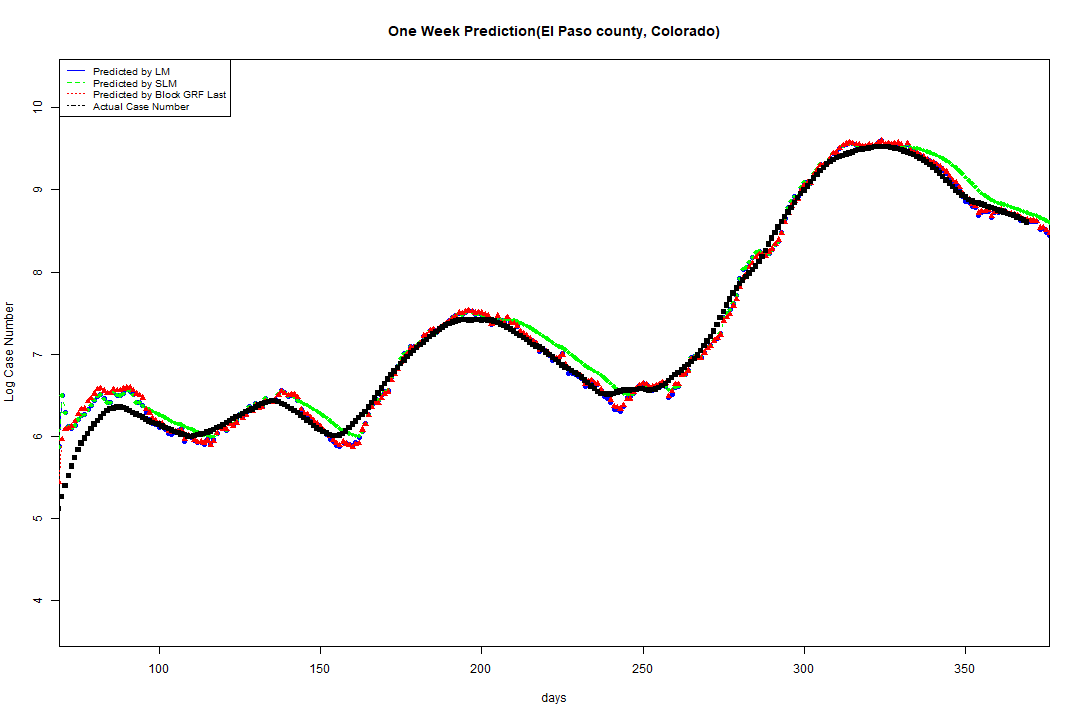 One Week Prediction(El Paso county, Colorado)
Predicted by LM
Predicted by SLM
Predicted by Block GRF Last
Actual Case Number
Log Case Number
10
9
8
7
6
5
4
100 150 200 250 300 350
days